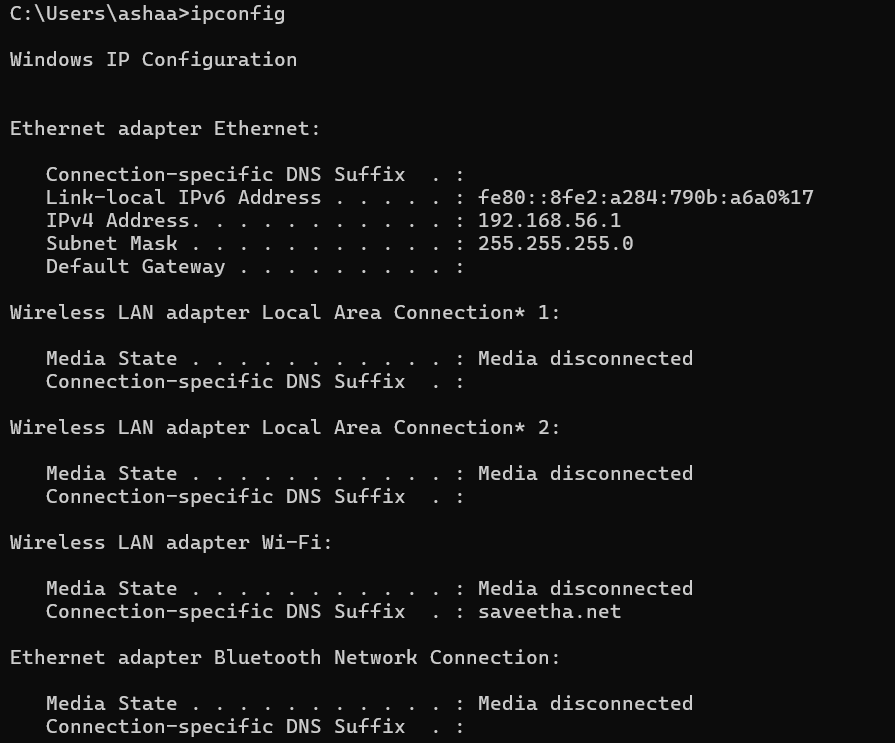 C:\Users\ashaa>ipconfig
Windows IP Configuration
Ethernet adapter Ethernet:
   Connection-specific DNS Suffix  . :
   Link-local IPv6 Address . . . . . : fe80::8fe2:a284:790b:a6a0%17
   IPv4 Address. . . . . . . . . . . : 192.168.56.1
   Subnet Mask . . . . . . . . . . . : 255.255.255.0
   Default Gateway . . . . . . . . . :
Wireless LAN adapter Local Area Connection* 1:
   Media State . . . . . . . . . . . : Media disconnected
   Connection-specific DNS Suffix  . :
Wireless LAN adapter Local Area Connection* 2:
   Media State . . . . . . . . . . . : Media disconnected
   Connection-specific DNS Suffix  . :
Wireless LAN adapter Wi-Fi:
   Media State . . . . . . . . . . . : Media disconnected
   Connection-specific DNS Suffix  . : saveetha.net
Ethernet adapter Bluetooth Network Connection:
   Media State . . . . . . . . . . . : Media disconnected
   Connection-specific DNS Suffix  . :